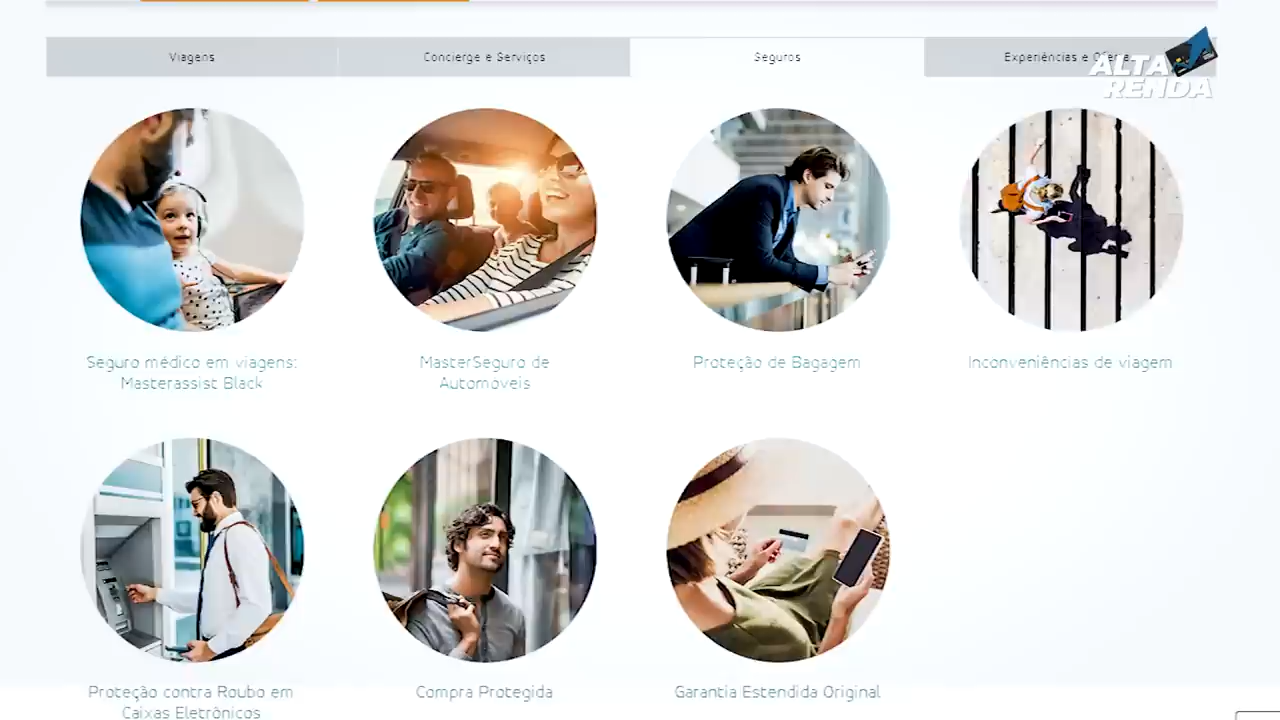 Viagens
Concierge e Serviços
Seguros
Experiências e Ofertas
ALTA
RENDA
Seguro médico em viagens:
Masterassist Black
MasterSeguro de
Automóveis
Proteção de Bagagem
Inconveniências de viagem
Proteção contra Roubo em
Caixas Eletrônicos
Compra Protegida
Garantia Estendida Original